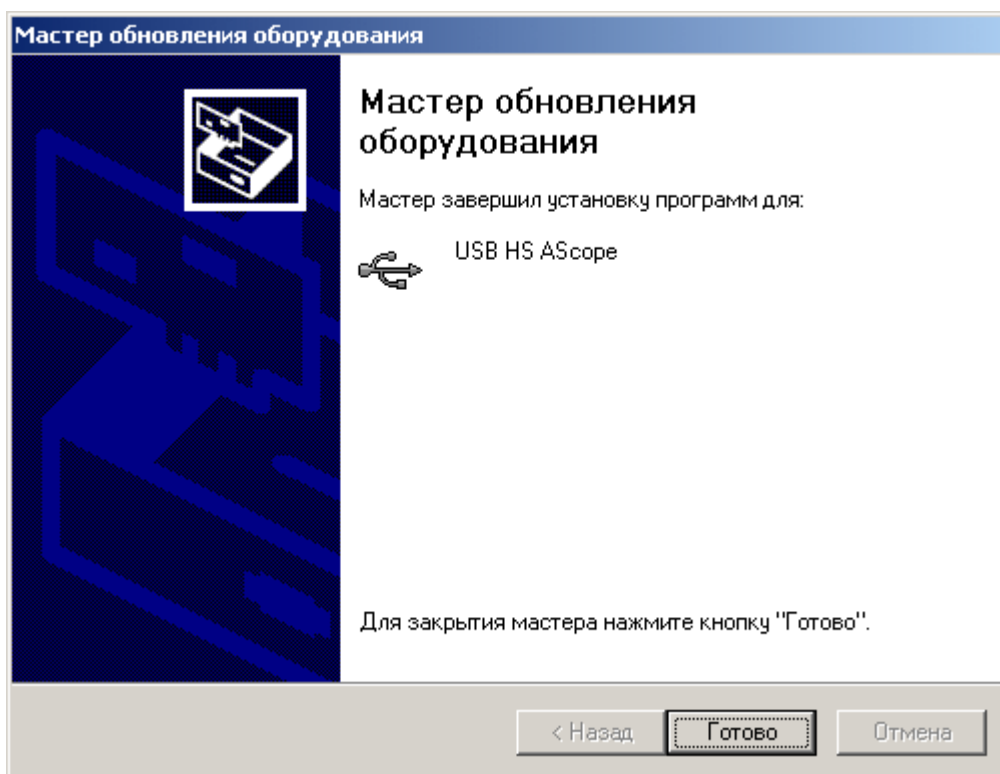 Мастер обновления оборудования
Мастер обновления
оборудования
Мастер завершил установку программ для:
USB HS AScope
Для закрытия мастера нажмите кнопку "Готово".
< Назад
Готово
Отмена